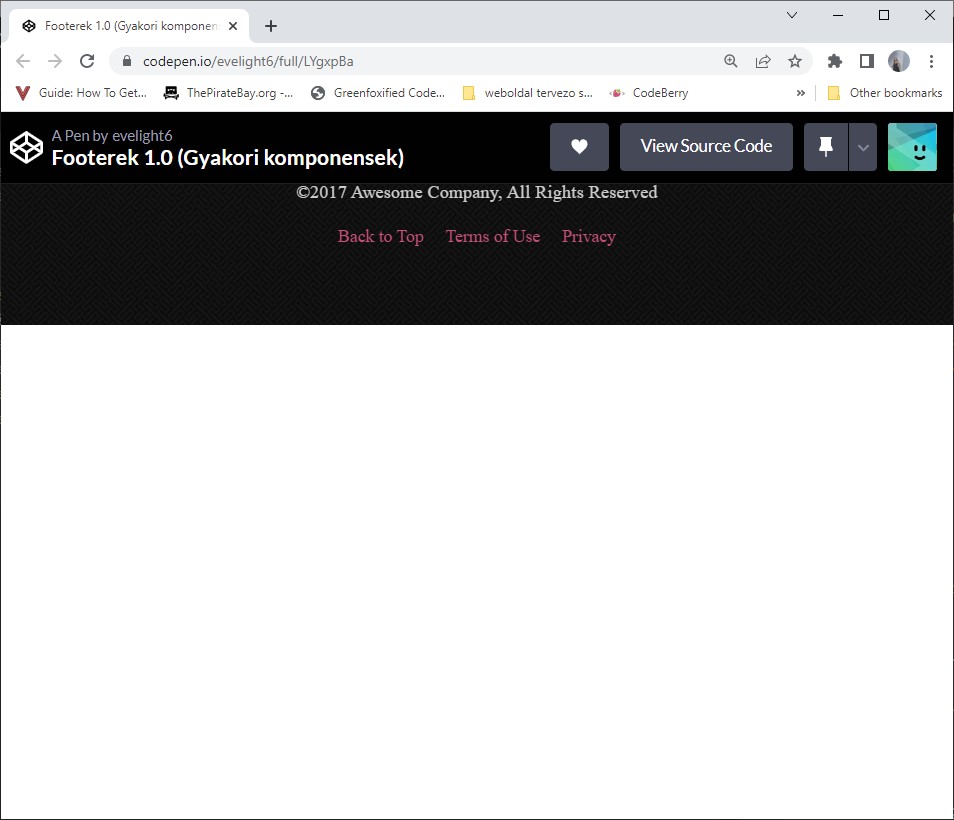 Footerek 1.0 (Gyakori komponen
codepen.io/evelight6/full/LYgxpBa
Guide: How To Get... ThePirateBay.org -... Greenfoxified Code... weboldal tervezo s... CodeBerry » Other bookmarks
A Pen by evelight6
Footerek 1.0 (Gyakori komponensek)
View Source Code
©2017 Awesome Company, All Rights Reserved
Back to Top Terms of Use Privacy